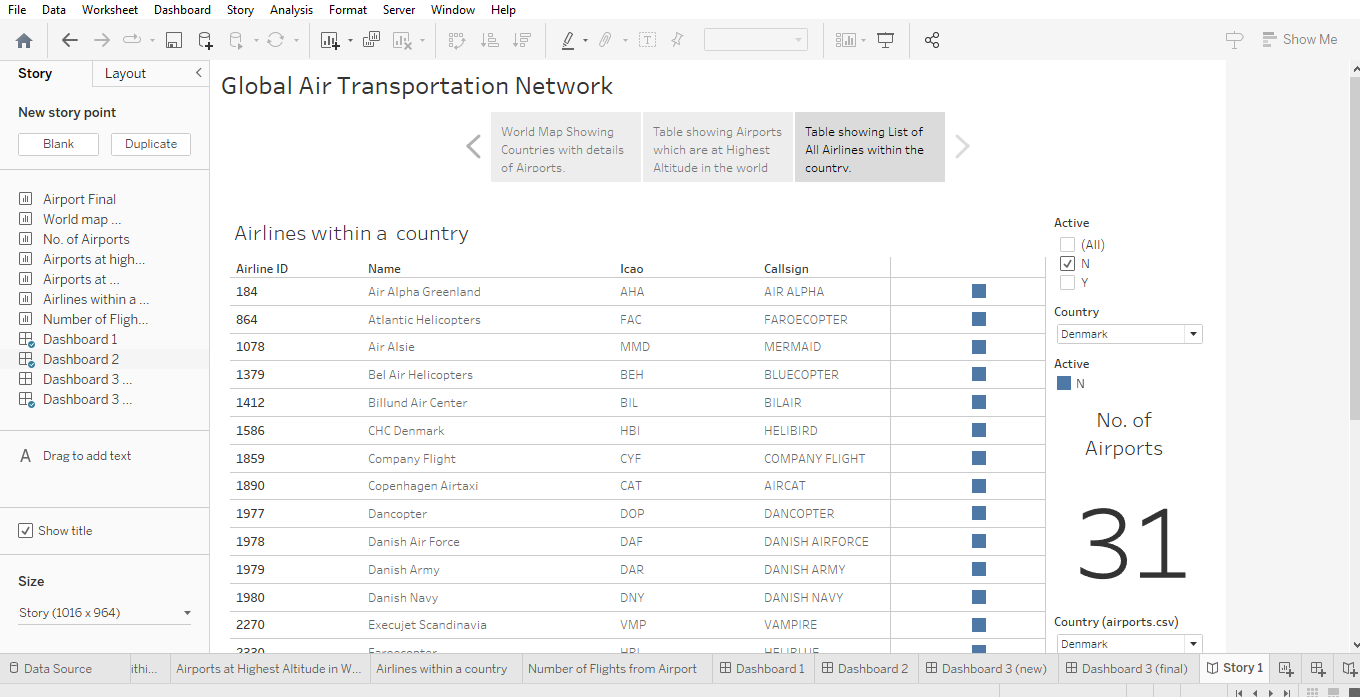 File Data Worksheet Dashboard Story Analysis Format Server Window Help
Show Me
Story Layout
New story point
Blank Duplicate
Airport Final
World map ...
No. of Airports
Airports at high...
Airports at ...
Airlines within a ...
Number of Fligh...
Dashboard 1
Dashboard 2
Dashboard 3 ...
Dashboard 3 ...
A Drag to add text
Show title
Size
Story (1016 x 964)
Global Air Transportation Network
World Map Showing
Countries with details
of Airports.
Table showing Airports
which are at Highest
Altitude in the world
Table showing List of
All Airlines within the
country.
Airlines within a country
Airline ID Name Icao Callsign
184 Air Alpha Greenland AHA AIR ALPHA
864 Atlantic Helicopters FAC FAROECOPTER
1078 Air Alsie MMD MERMAID
1379 Bel Air Helicopters BEH BLUECOPTER
1412 Billund Air Center BIL BILAIR
1586 CHC Denmark HBI HELIBIRD
1859 Company Flight CYF COMPANY FLIGHT
1890 Copenhagen Airtaxi CAT AIRCAT
1977 Dancopter DOP DANCOPTER
1978 Danish Air Force DAF DANISH AIRFORCE
1979 Danish Army DAR DANISH ARMY
1980 Danish Navy DNY DANISH NAVY
2270 Execujet Scandinavia VMP VAMPIRE
Active
(All)
N
Y
Country
Denmark
Active
N
No. of
Airports
31
Country (airports.csv)
Denmark
Data Source ithi... Airports at Highest Altitude in W... Airlines within a country Number of Flights from Airport Dashboard 1 Dashboard 2 Dashboard 3 (new) Dashboard 3 (final) Story 1